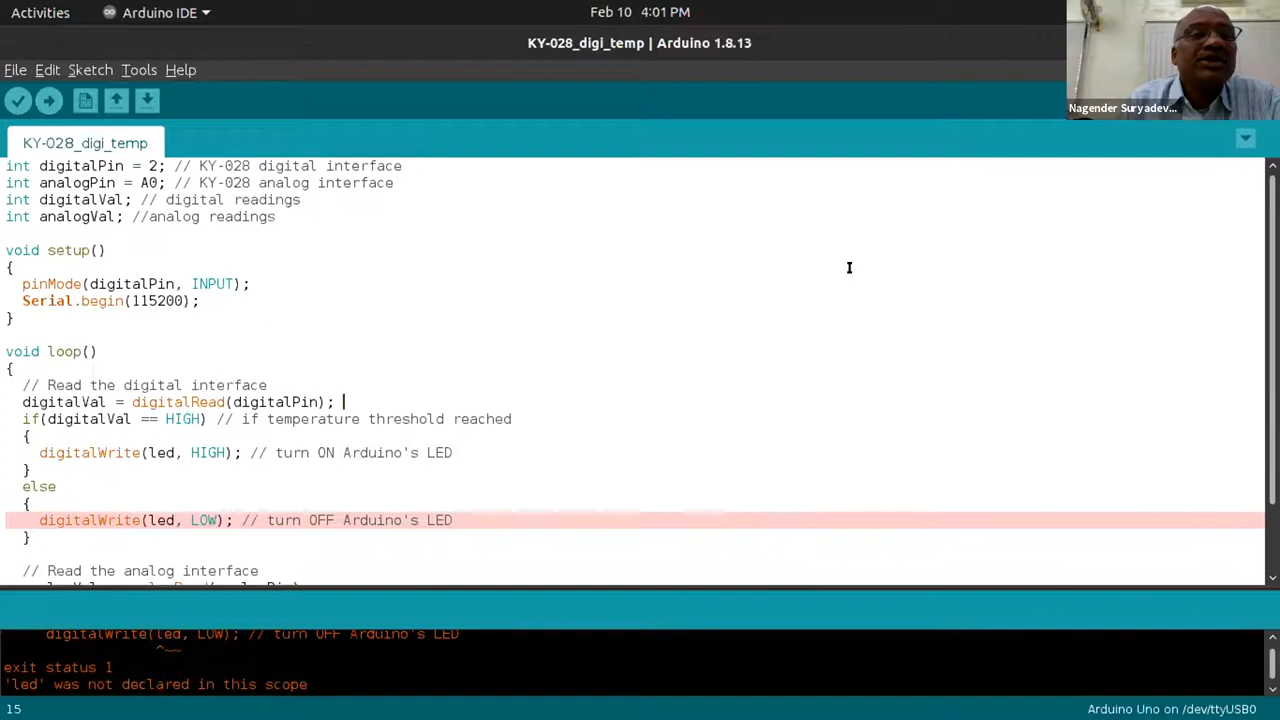 Activities
Arduino IDE
Feb 10 4:01 PM
KY-028_digi_temp | Arduino 1.8.13
File Edit Sketch Tools Help
Nagender Suryadev...
KY-028_digi_temp
int digitalPin = 2; // KY-028 digital interface
int analogPin = A0; // KY-028 analog interface
int digitalVal; // digital readings
int analogVal; //analog readings
void setup()
{
pinMode(digitalPin, INPUT);
Serial.begin(115200);
}
void loop()
{
// Read the digital interface
digitalVal = digitalRead(digitalPin);
if(digitalVal == HIGH) // if temperature threshold reached
{
digitalWrite(led, HIGH); // turn ON Arduino's LED
}
else
{
digitalWrite(led, LOW); // turn OFF Arduino's LED
}
// Read the analog interface
digitalWrite(led, LOW); // turn OFF Arduino's LED
^~~
exit status 1
'led' was not declared in this scope
15
Arduino Uno on /dev/ttyUSB0